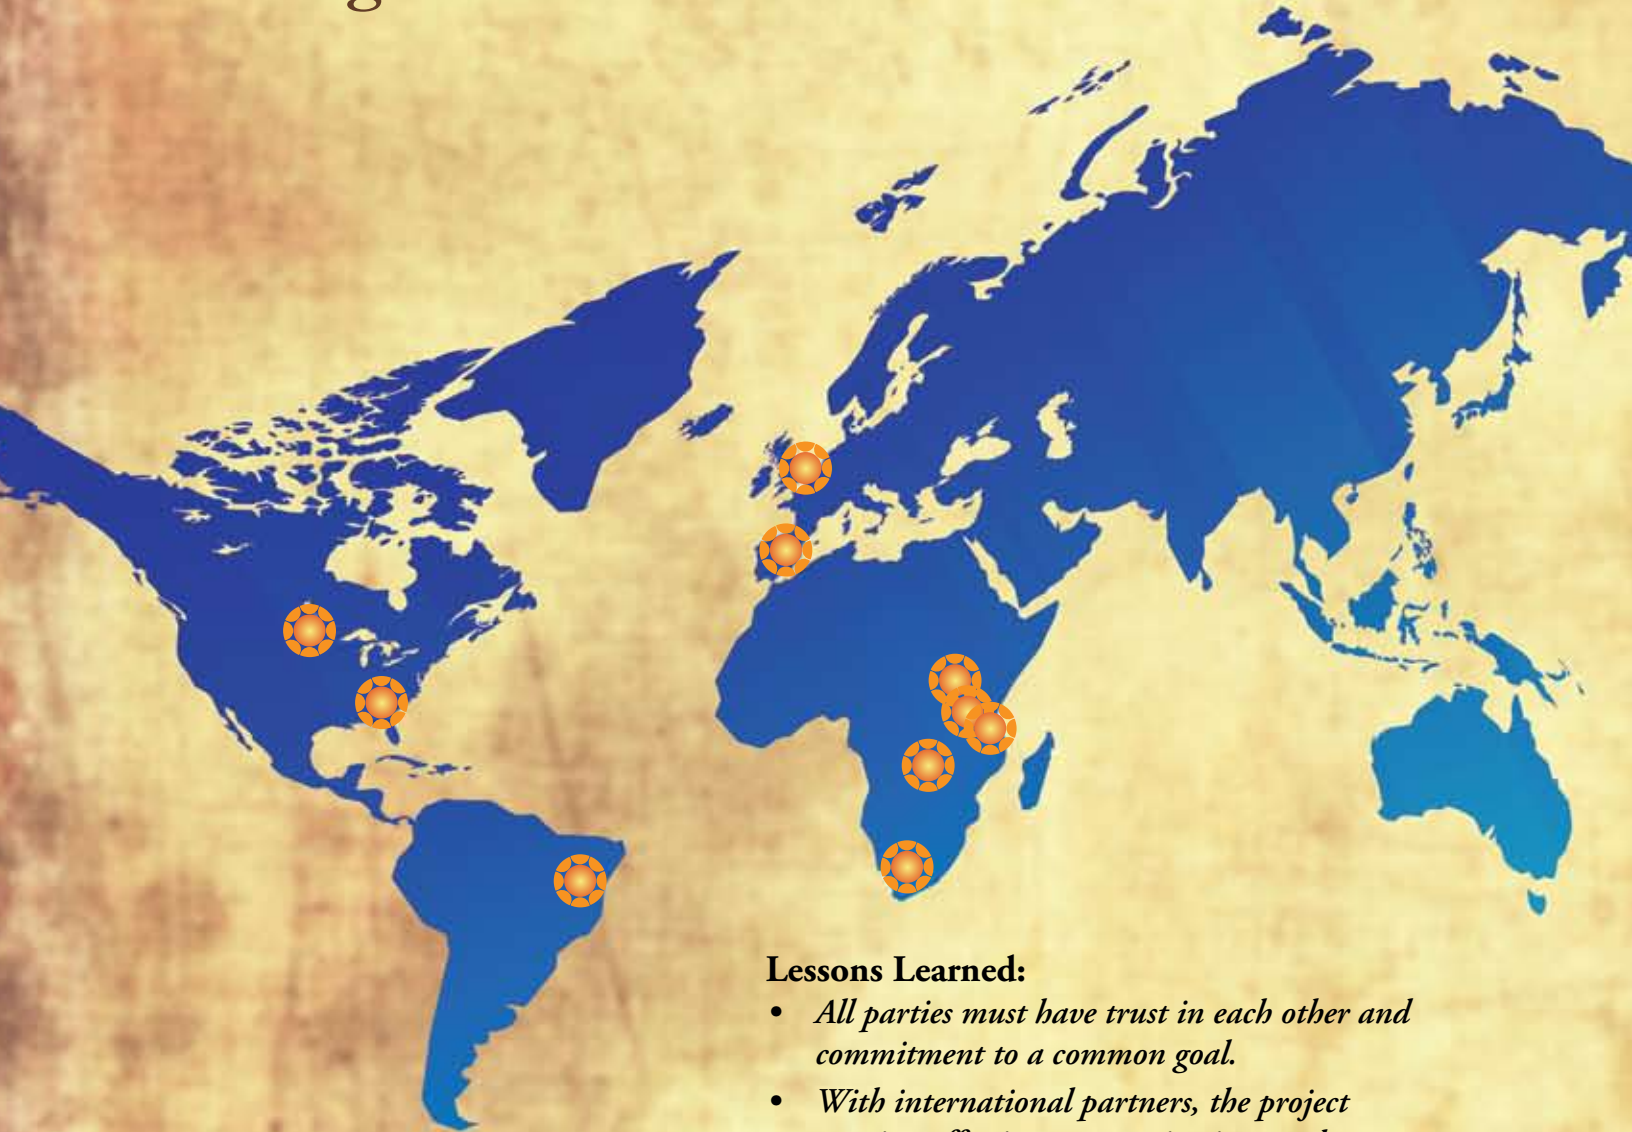 Lessons Learned:
• All parties must have trust in each other and
commitment to a common goal.
• With international partners, the project